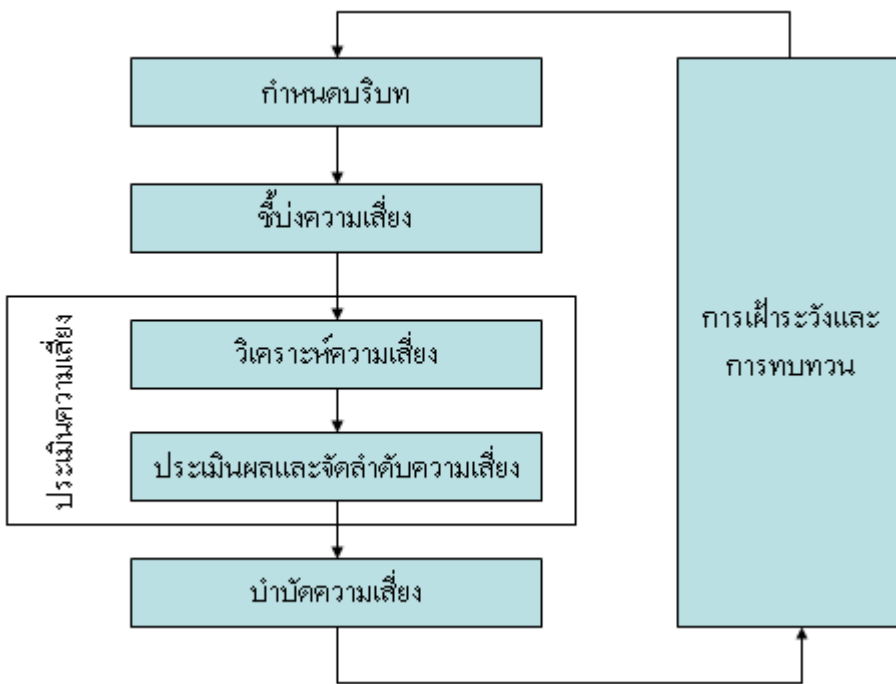 กำหนดบริบท
ชี้บ่งความเสี่ยง
ประเมินความเสี่ยง
วิเคราะห์ความเสี่ยง
ประเมินผลและจัดลำดับความเสี่ยง
บำบัดความเสี่ยง
การเฝ้าระวังและ
การทบทวน